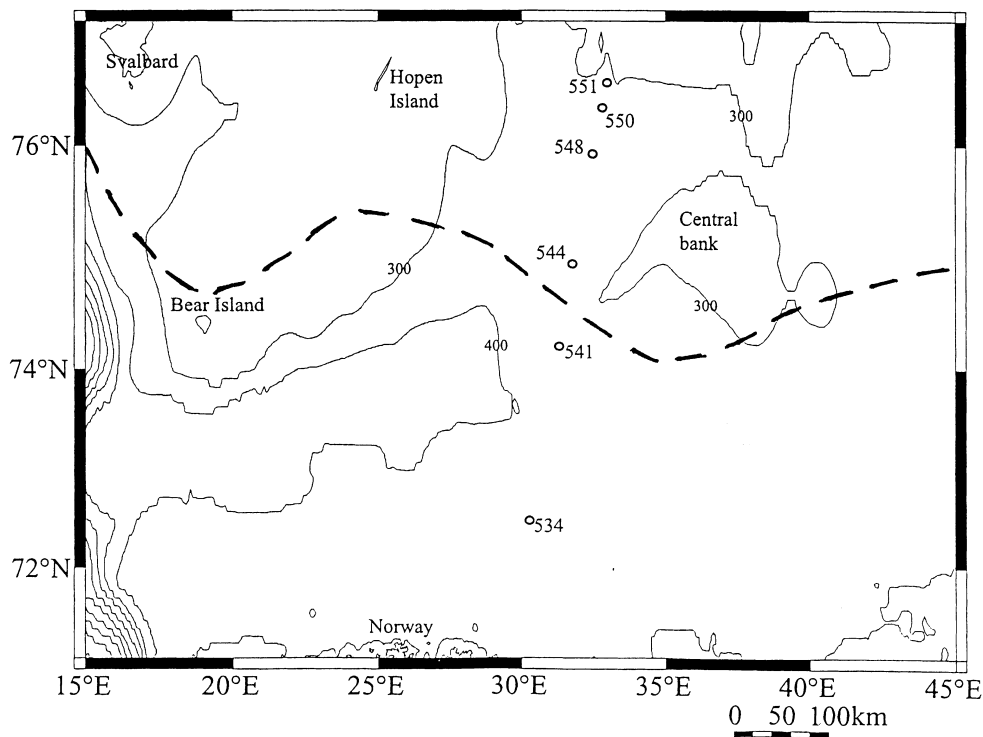 Svalbard
Hopen
Island
551
550
300
76°N
548
Central
bank
544
300
Bear Island
300
400
541
74°N
534
72°N
Norway
15°E 20°E 25°E 30°E 35°E 40°E 45°E
0 50 100km